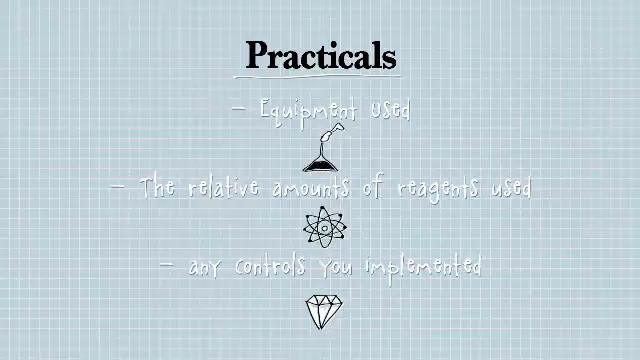 Practicals
- Equipment used
- The relative amounts of reagents used
- any controls you implemented